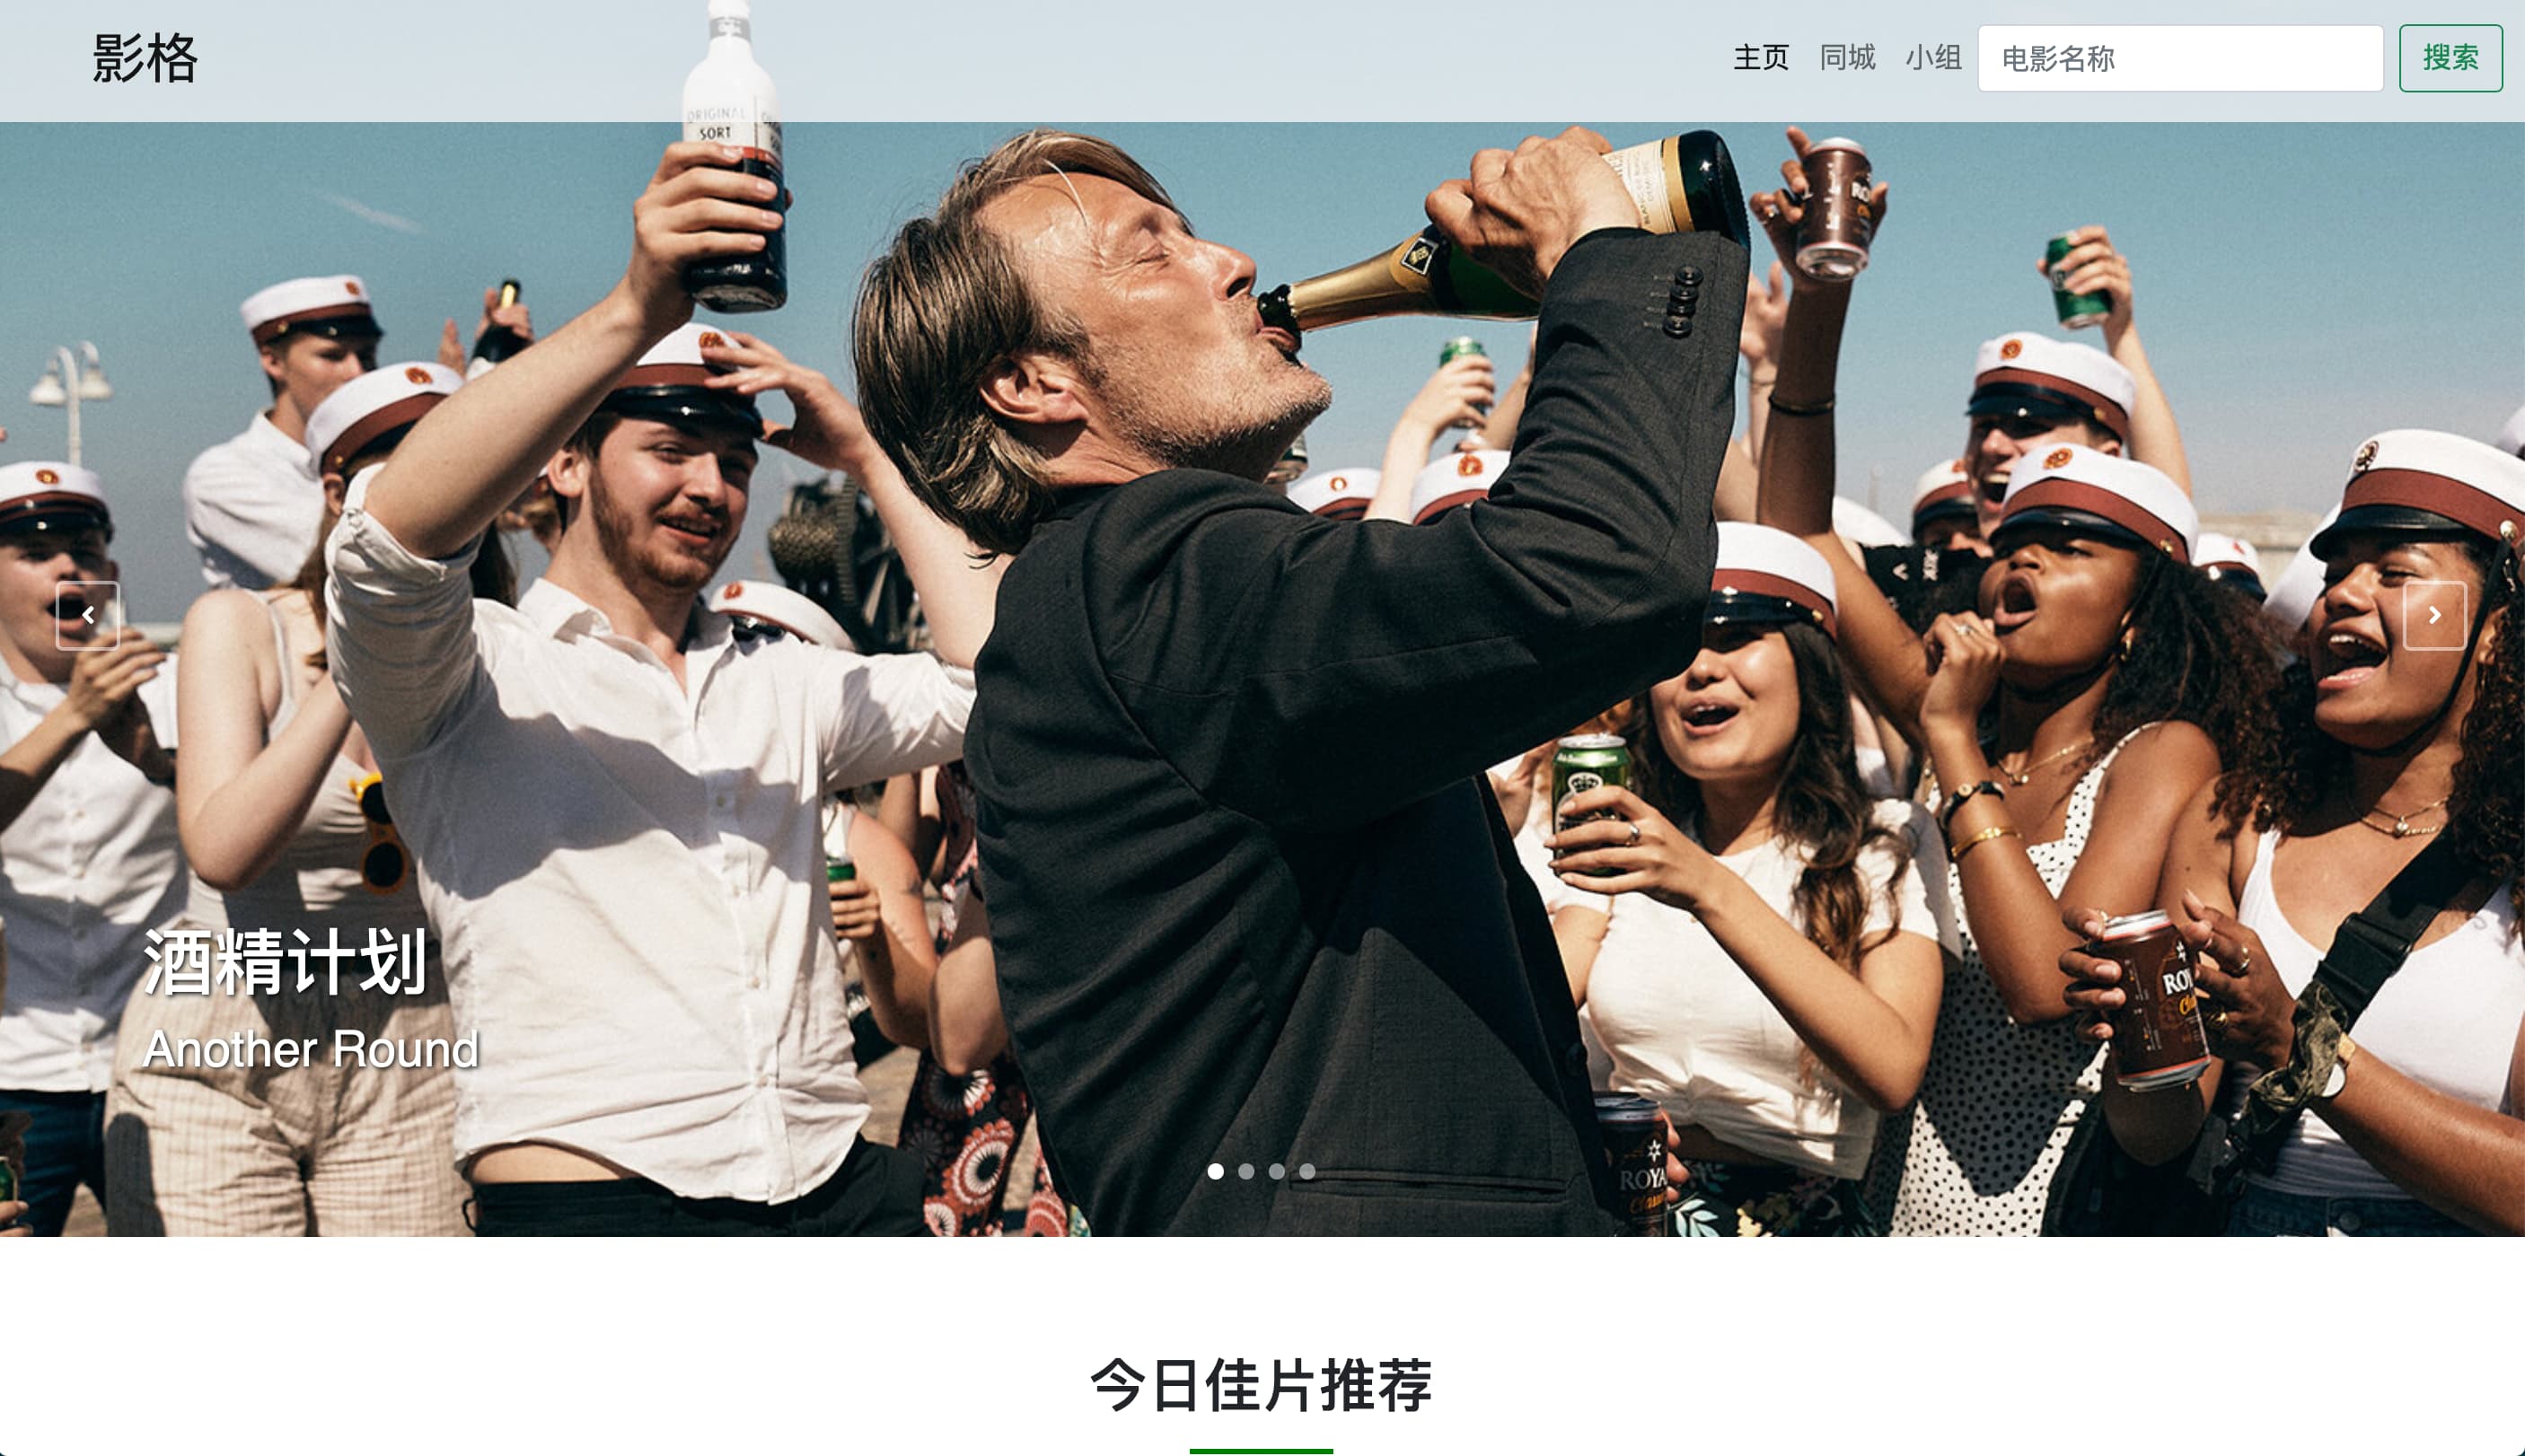 影格
主页 同城 小组 电影名称 搜索
ORIGINAL
SORT
酒精计划
Another Round
今日佳片推荐